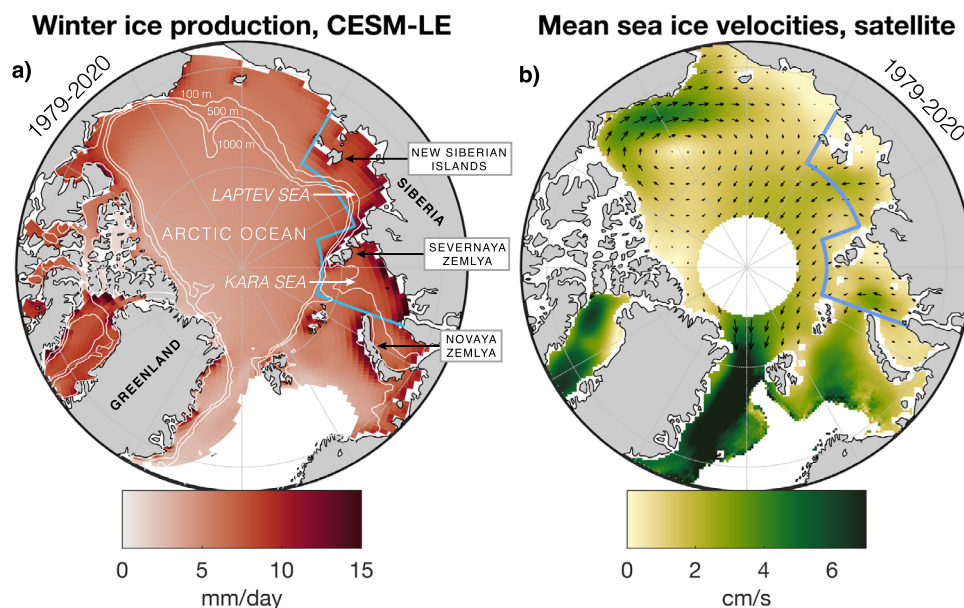 Winter ice production, CESM-LE
Mean sea ice velocities, satellite
a)
1979-2020
100 m
500 m
1000 m
NEW SIBERIAN
ISLANDS
LAPTEV SEA
SIBERIA
ARCTIC OCEAN
SEVERNAYA
ZEMLYA
KARA SEA
NOVAYA
ZEMLYA
GREENLAND
0 5 10 15
mm/day
b)
1979-2020
0 2 4 6
cm/s